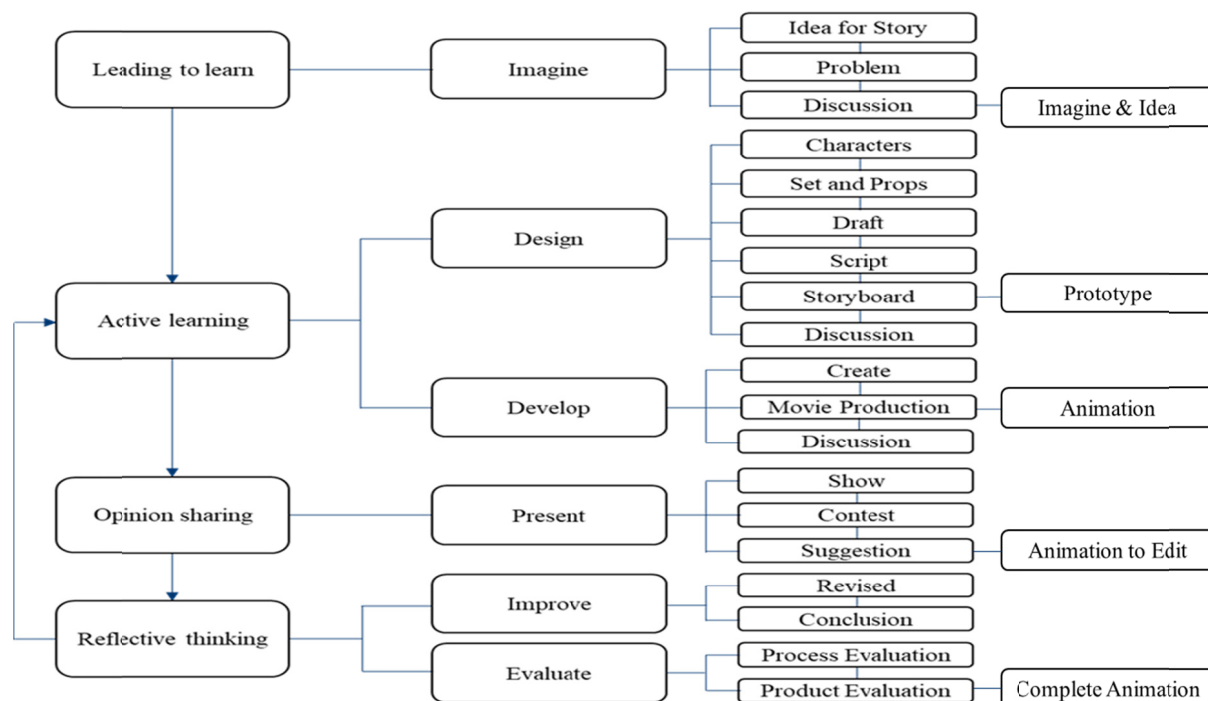 Leading to learn
Imagine
Idea for Story
Problem
Discussion
Imagine & Idea
Active learning
Design
Characters
Set and Props
Draft
Script
Storyboard
Discussion
Prototype
Develop
Create
Movie Production
Discussion
Animation
Opinion sharing
Present
Show
Contest
Suggestion
Animation to Edit
Reflective thinking
Improve
Revised
Conclusion
Evaluate
Process Evaluation
Product Evaluation
Complete Animation